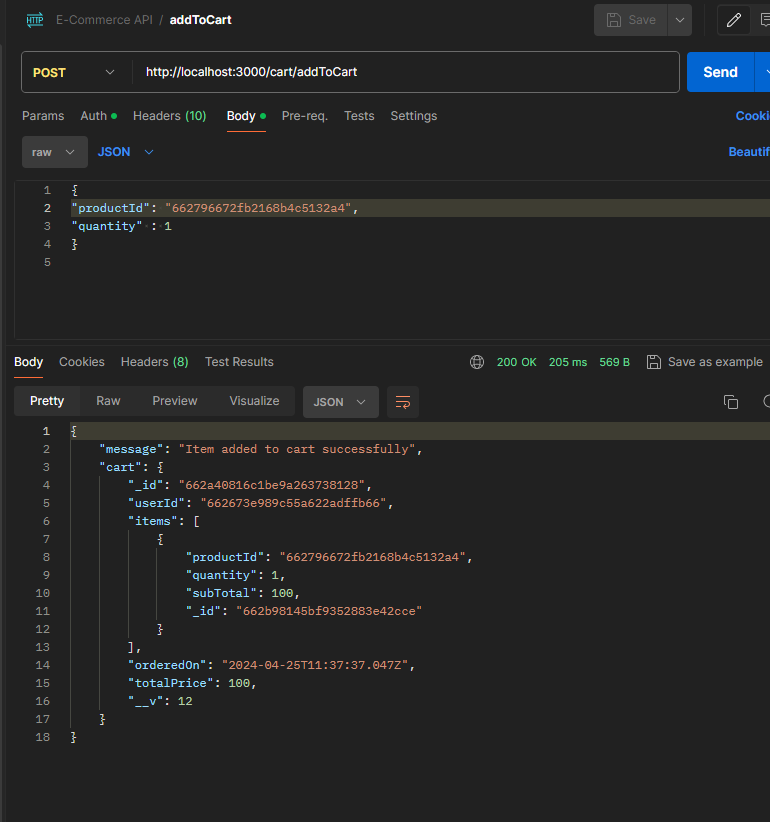 HTTP E-Commerce API / addToCart Save
POST http://localhost:3000/cart/addToCart Send
Params Auth Headers (10) Body Pre-req. Tests Settings Cooki
raw JSON Beautif
1 {
2 "productId": "662796672fb2168b4c5132a4",
3 "quantity" : 1
4 }
5
Body Cookies Headers (8) Test Results 200 OK 205 ms 569 B Save as example
Pretty Raw Preview Visualize JSON
1 {
2 "message": "Item added to cart successfully",
3 "cart": {
4 "_id": "662a40816c1be9a263738128",
5 "userId": "662673e989c55a622adffb66",
6 "items": [
7 {
8 "productId": "662796672fb2168b4c5132a4",
9 "quantity": 1,
10 "subTotal": 100,
11 "_id": "662b98145bf9352883e42cce"
12 }
13 ],
14 "orderedOn": "2024-04-25T11:37:37.047Z",
15 "totalPrice": 100,
16 "__v": 12
17 }
18 }